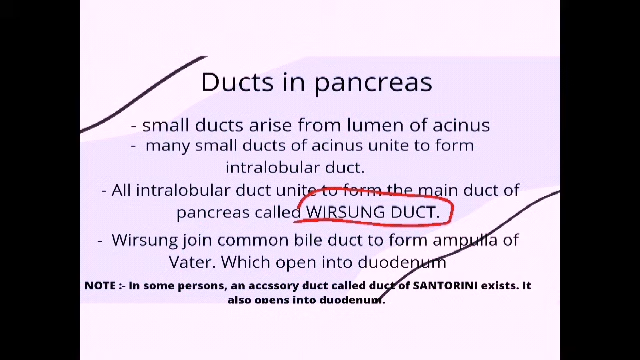 Ducts in pancreas
- small ducts arise from lumen of acinus
- many small ducts of acinus unite to form
intralobular duct.
- All intralobular duct unite to form the main duct of
pancreas called WIRSUNG DUCT.
- Wirsung join common bile duct to form ampulla of
Vater. Which open into duodenum
NOTE :- In some persons, an accssory duct called duct of SANTORINI exists. It
also opens into duodenum.